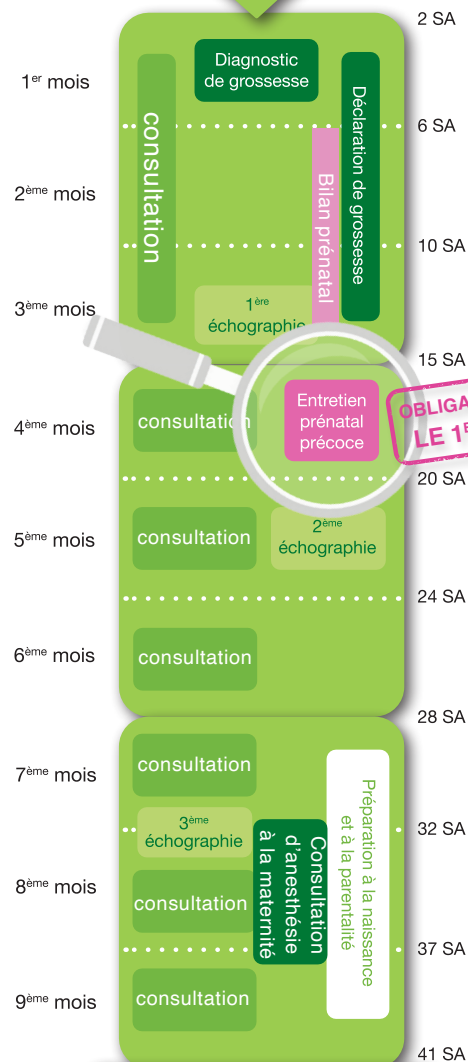 2 SA
1er mois
Diagnostic
de grossesse
consultation
Déclaration de grossesse
6 SA
Bilan prénatal
2ème mois
10 SA
3ème mois
1ère
échographie
15 SA
4ème mois
consultation
Entretien
prénatal
précoce
LE 1
20 SA
5ème mois
consultation
2ème
échographie
24 SA
6ème mois
consultation
28 SA
7ème mois
consultation
Préparation à la naissance
et à la parentalité
3ème
échographie
32 SA
Consultation
d'anesthésie
à la maternité
8ème mois
consultation
37 SA
9ème mois
consultation
41 SA